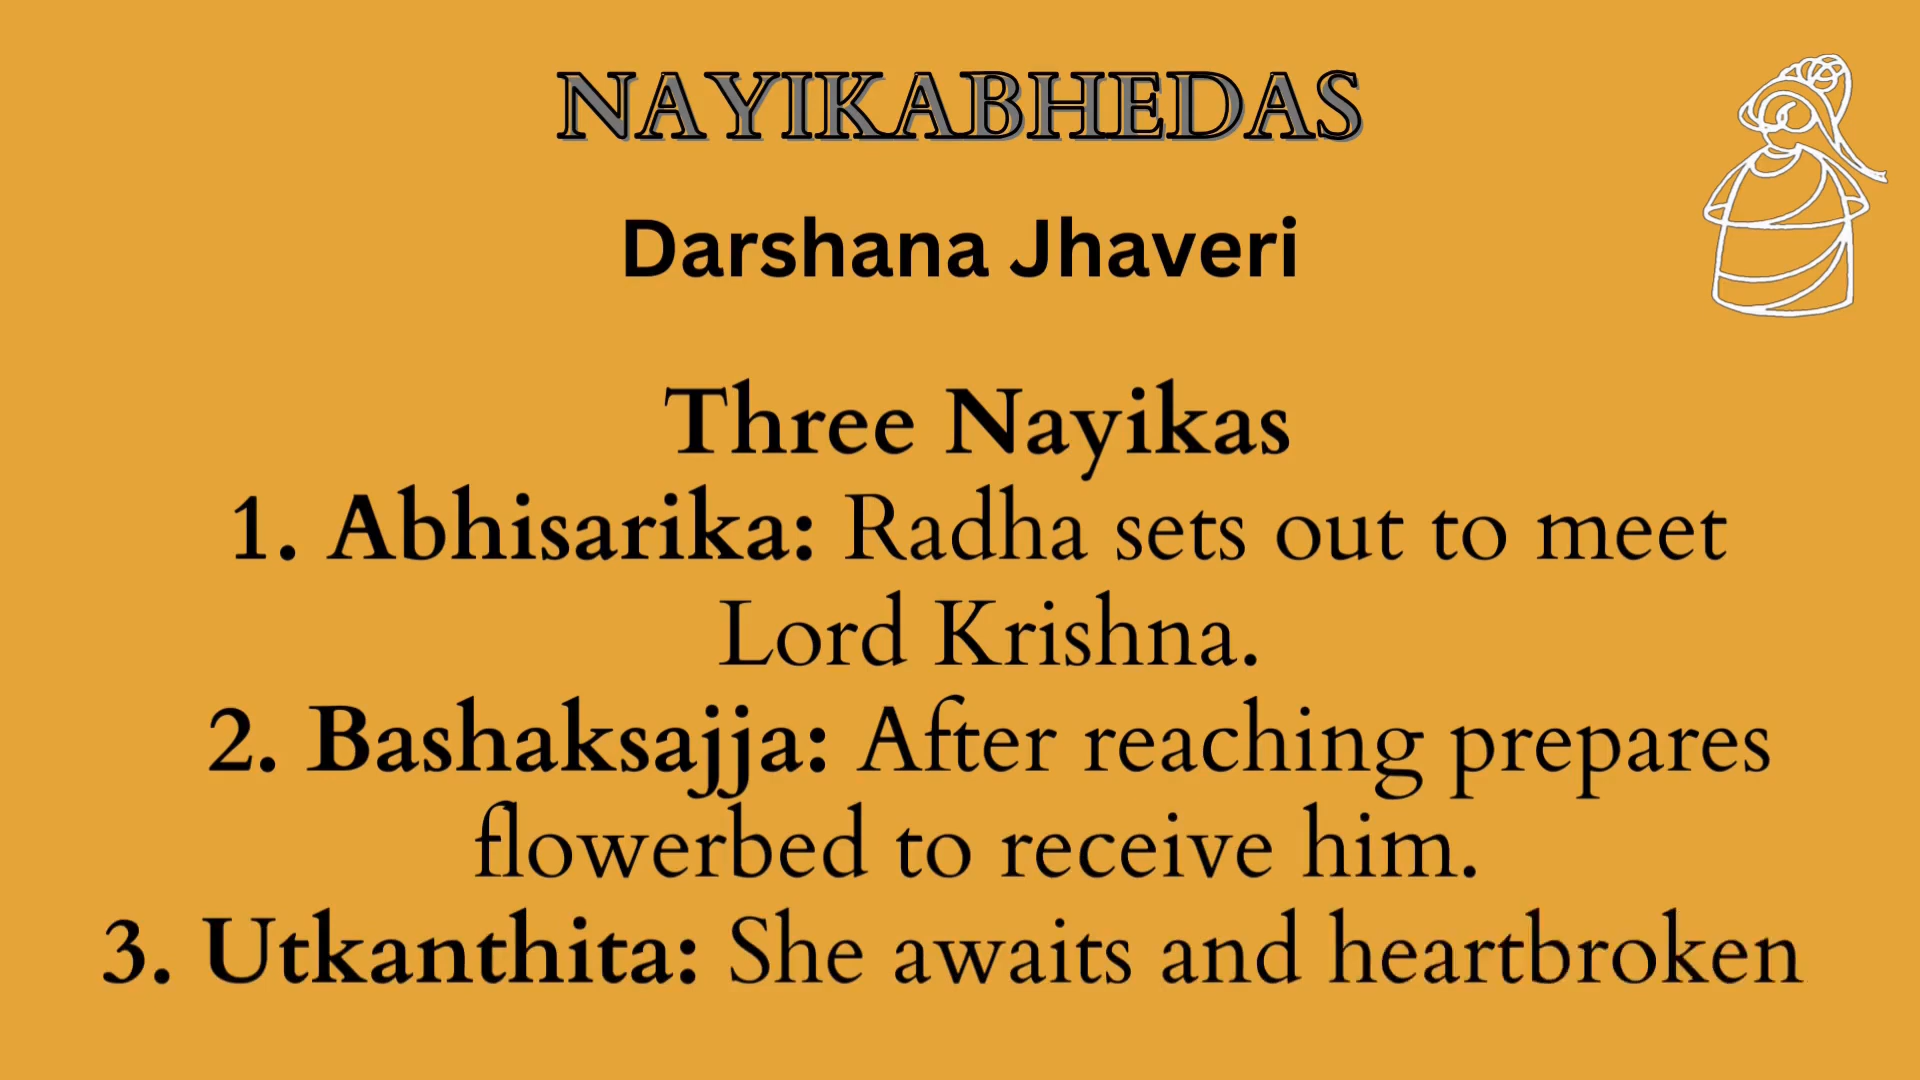 NAYIKABHEDAS
Darshana Jhaveri
Three Nayikas
1. Abhisarika: Radha sets out to meet
Lord Krishna.
2. Bashaksajja: After reaching prepares
flowerbed to receive him.
3. Utkanthita: She awaits and heartbroken